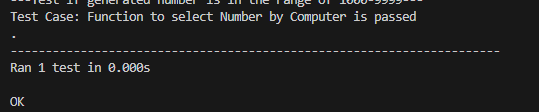 ---Test if generated number is in the range of 1000-9999---
Test Case: Function to select Number by Computer is passed
.
----------------------------------------------------------------------
Ran 1 test in 0.000s
OK